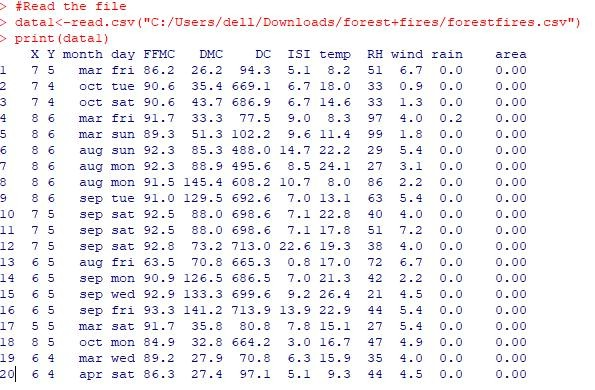 > #Read the file
> data1<-read.csv("C:/Users/dell/Downloads/forest+fires/forestfires.csv")
> print(data1)
X Y month day FFMC DMC DC ISI temp RH wind rain area
1 7 5 mar fri 86.2 26.2 94.3 5.1 8.2 51 6.7 0.0 0.00
2 7 4 oct tue 90.6 35.4 669.1 6.7 18.0 33 0.9 0.0 0.00
3 7 4 oct sat 90.6 43.7 686.9 6.7 14.6 33 1.3 0.0 0.00
4 8 6 mar fri 91.7 33.3 77.5 9.0 8.3 97 4.0 0.2 0.00
5 8 6 mar sun 89.3 51.3 102.2 9.6 11.4 99 1.8 0.0 0.00
6 8 6 aug sun 92.3 85.3 488.0 14.7 22.2 29 5.4 0.0 0.00
7 8 6 aug mon 92.3 88.9 495.6 8.5 24.1 27 3.1 0.0 0.00
8 8 6 aug mon 91.5 145.4 608.2 10.7 8.0 86 2.2 0.0 0.00
9 8 6 sep tue 91.0 129.5 692.6 7.0 13.1 63 5.4 0.0 0.00
10 7 5 sep sat 92.5 88.0 698.6 7.1 22.8 40 4.0 0.0 0.00
11 7 5 sep sat 92.5 88.0 698.6 7.1 17.8 51 7.2 0.0 0.00
12 7 5 sep sat 92.8 73.2 713.0 22.6 19.3 38 4.0 0.0 0.00
13 6 5 aug fri 63.5 70.8 665.3 0.8 17.0 72 6.7 0.0 0.00
14 6 5 sep mon 90.9 126.5 686.5 7.0 21.3 42 2.2 0.0 0.00
15 6 5 sep wed 92.9 133.3 699.6 9.2 26.4 21 4.5 0.0 0.00
16 6 5 sep fri 93.3 141.2 713.9 13.9 22.9 44 5.4 0.0 0.00
17 5 5 mar sat 91.7 35.8 80.8 7.8 15.1 27 5.4 0.0 0.00
18 8 5 oct mon 84.9 32.8 664.2 3.0 16.7 47 4.9 0.0 0.00
19 6 4 mar wed 89.2 27.9 70.8 6.3 15.9 35 4.0 0.0 0.00
20 6 4 apr sat 86.3 27.4 97.1 5.1 9.3 44 4.5 0.0 0.00